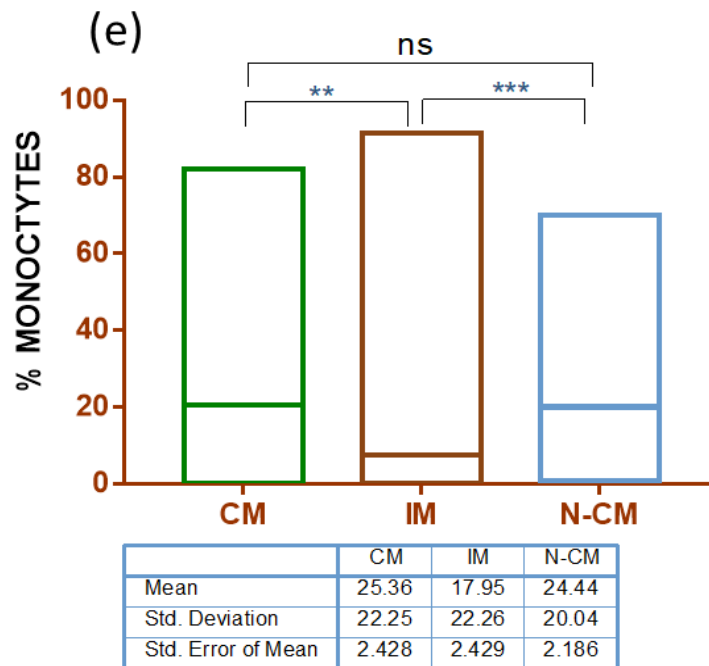 (e)
ns
** ***
100
80
60
40
20
0
% MONOCTYTES
CM IM N-CM
CM IM N-CM
Mean 25.36 17.95 24.44
Std. Deviation 22.25 22.26 20.04
Std. Error of Mean 2.428 2.429 2.186